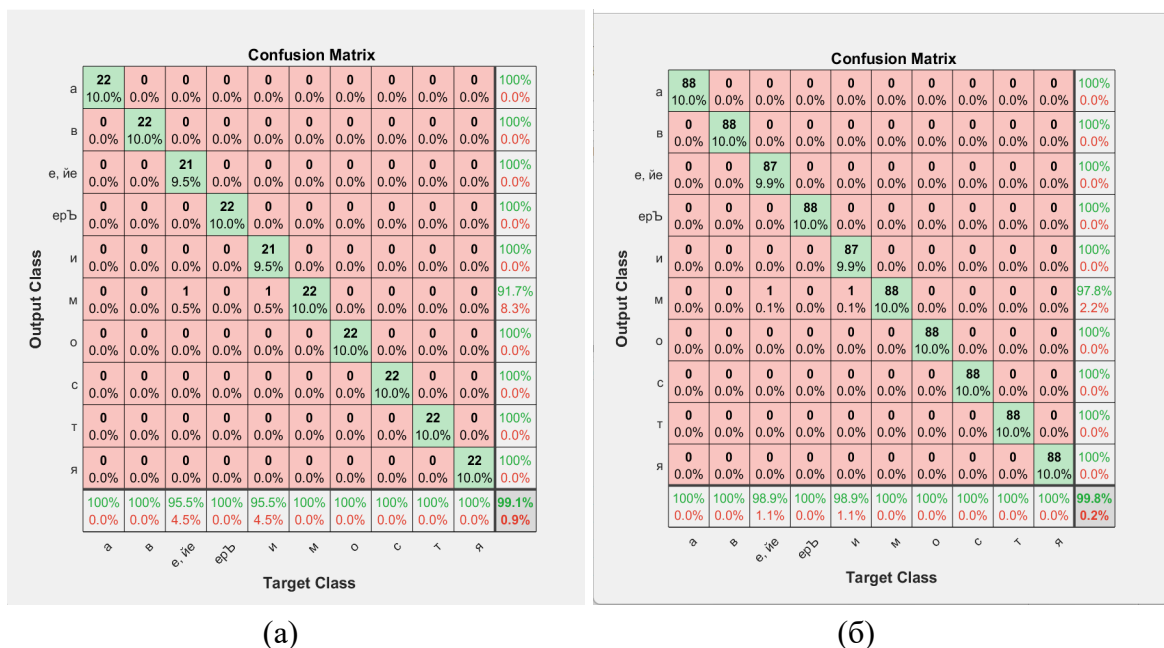 Confusion Matrix
а 22 0 0 0 0 0 0 0 0 0 100%
10.0% 0.0% 0.0% 0.0% 0.0% 0.0% 0.0% 0.0% 0.0% 0.0% 0.0%
в 0 22 0 0 0 0 0 0 0 0 100%
0.0% 10.0% 0.0% 0.0% 0.0% 0.0% 0.0% 0.0% 0.0% 0.0% 0.0%
е, йе 0 0 21 0 0 0 0 0 0 0 100%
0.0% 0.0% 9.5% 0.0% 0.0% 0.0% 0.0% 0.0% 0.0% 0.0% 0.0%
ерЪ 0 0 0 22 0 0 0 0 0 0 100%
0.0% 0.0% 0.0% 10.0% 0.0% 0.0% 0.0% 0.0% 0.0% 0.0% 0.0%
и 0 0 0 0 21 0 0 0 0 0 100%
0.0% 0.0% 0.0% 0.0% 9.5% 0.0% 0.0% 0.0% 0.0% 0.0% 0.0%
м 0 0 1 0 1 22 0 0 0 0 91.7%
0.0% 0.0% 0.5% 0.0% 0.5% 10.0% 0.0% 0.0% 0.0% 0.0% 8.3%
о 0 0 0 0 0 0 22 0 0 0 100%
0.0% 0.0% 0.0% 0.0% 0.0% 0.0% 10.0% 0.0% 0.0% 0.0% 0.0%
с 0 0 0 0 0 0 0 22 0 0 100%
0.0% 0.0% 0.0% 0.0% 0.0% 0.0% 0.0% 10.0% 0.0% 0.0% 0.0%
т 0 0 0 0 0 0 0 0 22 0 100%
0.0% 0.0% 0.0% 0.0% 0.0% 0.0% 0.0% 0.0% 10.0% 0.0% 0.0%
я 0 0 0 0 0 0 0 0 0 22 100%
0.0% 0.0% 0.0% 0.0% 0.0% 0.0% 0.0% 0.0% 0.0% 10.0% 0.0%
100% 100% 95.5% 100% 95.5% 100% 100% 100% 100% 100% 99.1%
0.0% 0.0% 4.5% 0.0% 4.5% 0.0% 0.0% 0.0% 0.0% 0.0% 0.9%
а в е, йе ерЪ и м о с т я
Output Class
Target Class
(а)
Confusion Matrix
а 88 0 0 0 0 0 0 0 0 0 100%
10.0% 0.0% 0.0% 0.0% 0.0% 0.0% 0.0% 0.0% 0.0% 0.0% 0.0%
в 0 88 0 0 0 0 0 0 0 0 100%
0.0% 10.0% 0.0% 0.0% 0.0% 0.0% 0.0% 0.0% 0.0% 0.0% 0.0%
е, йе 0 0 87 0 0 0 0 0 0 0 100%
0.0% 0.0% 9.9% 0.0% 0.0% 0.0% 0.0% 0.0% 0.0% 0.0% 0.0%
ерЪ 0 0 0 88 0 0 0 0 0 0 100%
0.0% 0.0% 0.0% 10.0% 0.0% 0.0% 0.0% 0.0% 0.0% 0.0% 0.0%
и 0 0 0 0 87 0 0 0 0 0 100%
0.0% 0.0% 0.0% 0.0% 9.9% 0.0% 0.0% 0.0% 0.0% 0.0% 0.0%
м 0 0 1 0 1 88 0 0 0 0 97.8%
0.0% 0.0% 0.1% 0.0% 0.1% 10.0% 0.0% 0.0% 0.0% 0.0% 2.2%
о 0 0 0 0 0 0 88 0 0 0 100%
0.0% 0.0% 0.0% 0.0% 0.0% 0.0% 10.0% 0.0% 0.0% 0.0% 0.0%
с 0 0 0 0 0 0 0 88 0 0 100%
0.0% 0.0% 0.0% 0.0% 0.0% 0.0% 0.0% 10.0% 0.0% 0.0% 0.0%
т 0 0 0 0 0 0 0 0 88 0 100%
0.0% 0.0% 0.0% 0.0% 0.0% 0.0% 0.0% 0.0% 10.0% 0.0% 0.0%
я 0 0 0 0 0 0 0 0 0 88 100%
0.0% 0.0% 0.0% 0.0% 0.0% 0.0% 0.0% 0.0% 0.0% 10.0% 0.0%
100% 100% 98.9% 100% 98.9% 100% 100% 100% 100% 100% 99.8%
0.0% 0.0% 1.1% 0.0% 1.1% 0.0% 0.0% 0.0% 0.0% 0.0% 0.2%
а в е, йе ерЪ и м о с т я
Output Class
Target Class
(б)